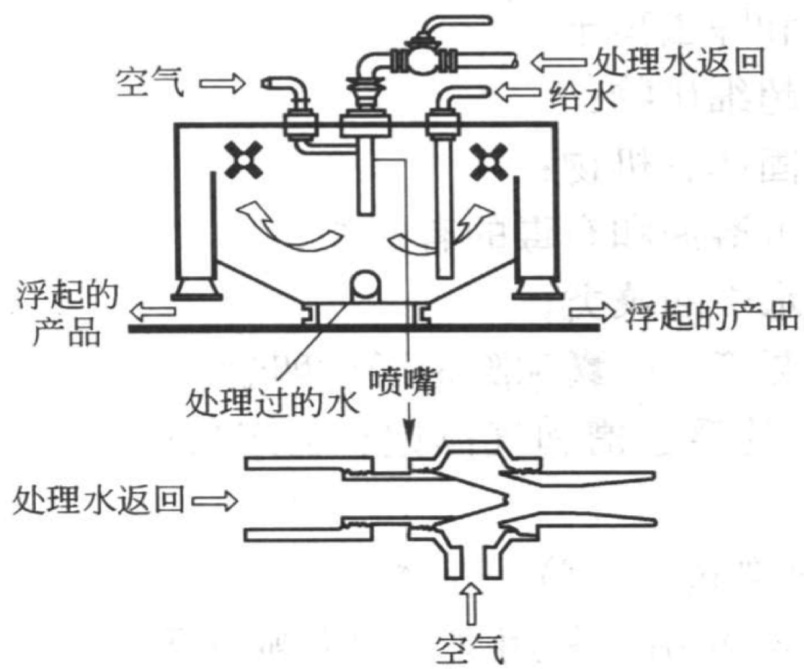 空气
处理水返回
给水
浮起的
产品
浮起的产品
处理过的水
喷嘴
处理水返回
空气